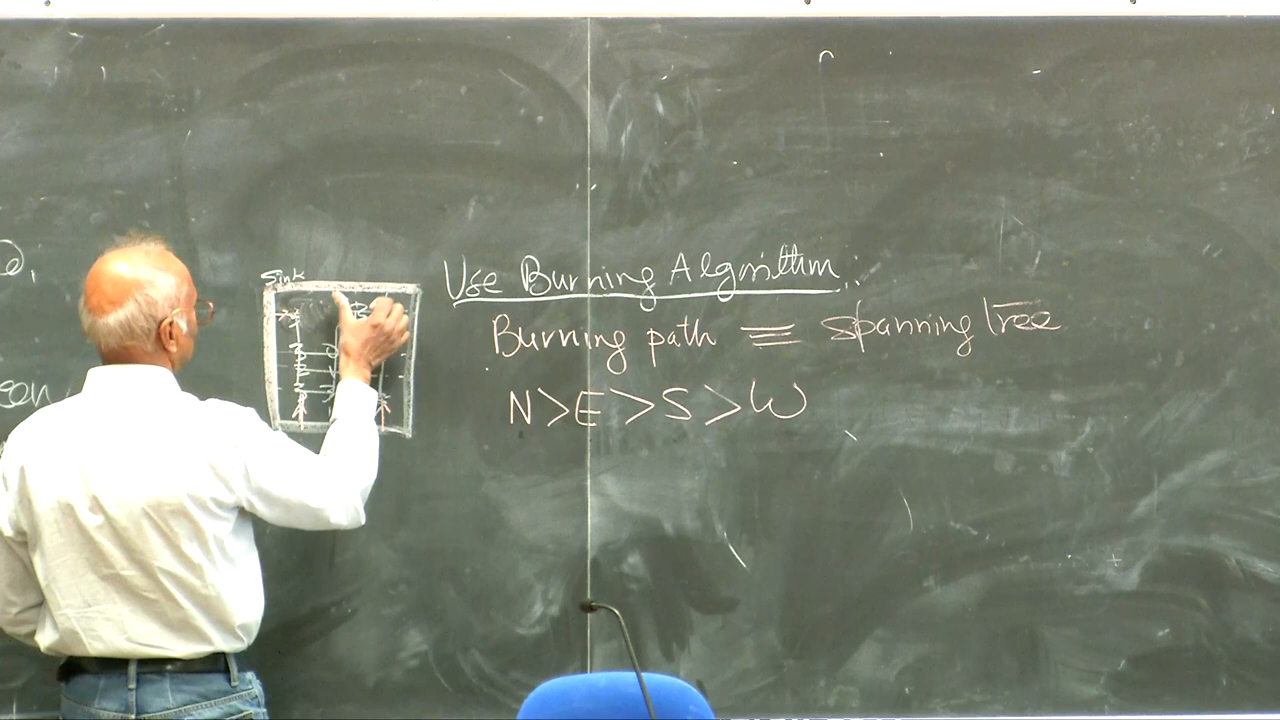 Sink
Use Burning Algorithm..
Burning path ≡ spanning tree
N>E>S>W